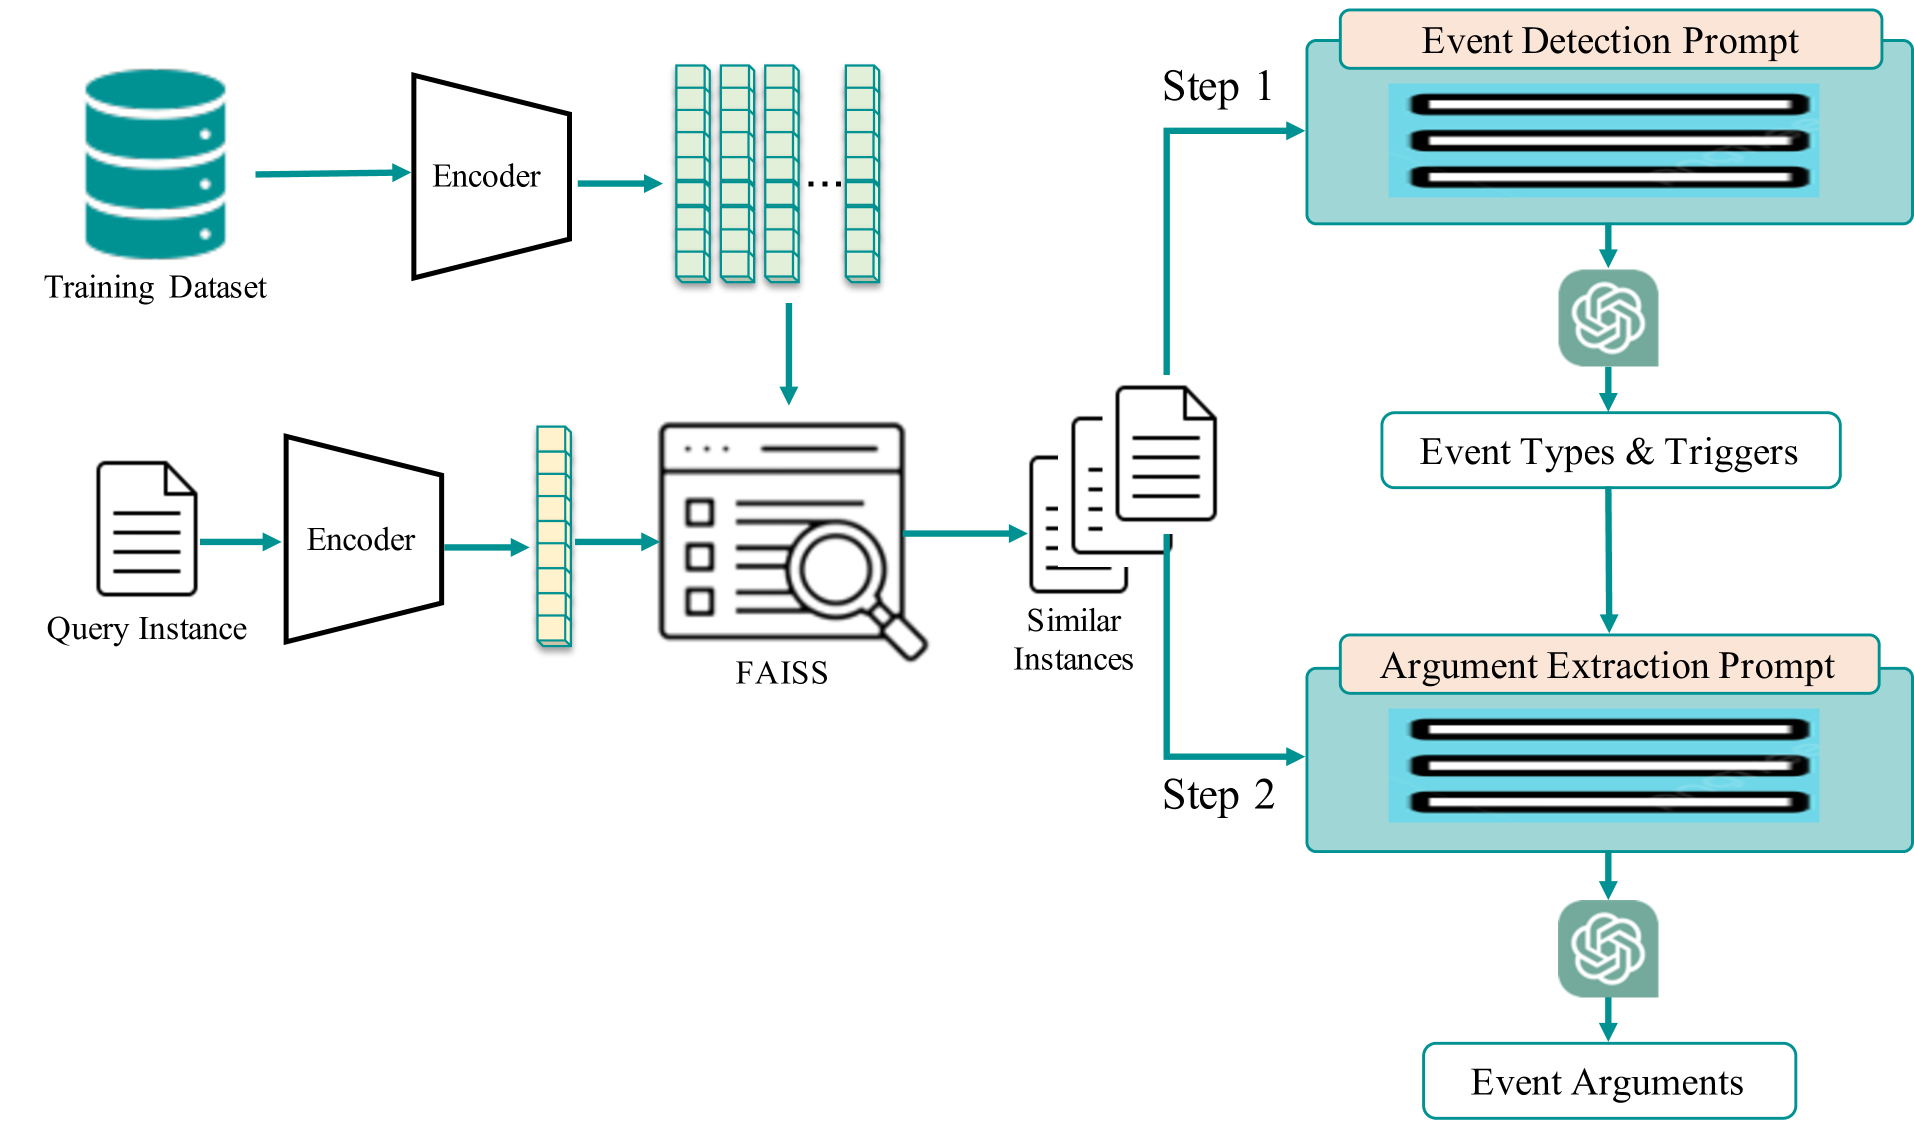 Event Detection Prompt
Step 1
Encoder
...
Training Dataset
Event Types & Triggers
Encoder
Query Instance
FAISS
Similar
Instances
Argument Extraction Prompt
Step 2
Event Arguments